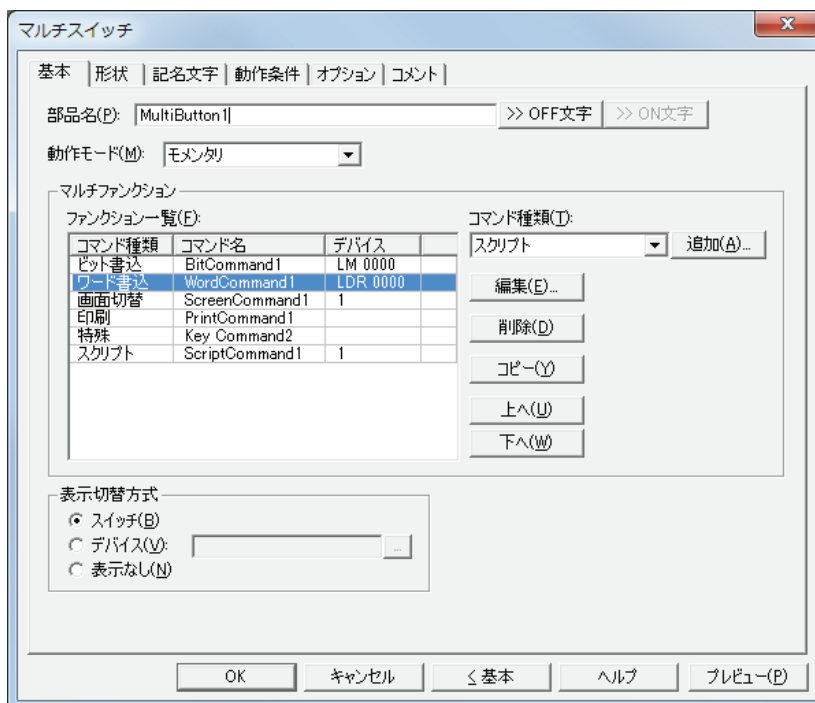 マルチスイッチ
基本 形状 記名文字 動作条件 オプション コメント
部品名(P): MultiButton1 >> OFF文字 >> ON文字
動作モード(M): モメンタリ
マルチファンクション
ファンクション一覧(F): コマンド種類(T):
コマンド種類 コマンド名 デバイス スクリプト 追加(A)...
ビット書込 BitCommand1 LM 0000
ワード書込 WordCommand1 LDR 0000 編集(E)...
画面切替 ScreenCommand1 1
印刷 PrintCommand1
特殊 Key Command2 削除(D)
スクリプト ScriptCommand1 1
コピー(Y)
上へ(U)
下へ(W)
表示切替方式
スイッチ(B)
デバイス(V): ...
表示なし(N)
OK キャンセル < 基本 ヘルプ プレビュー(P)